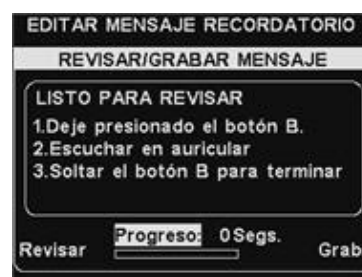 EDITAR MENSAJE RECORDATORIO
REVISAR/GRABAR MENSAJE
LISTO PARA REVISAR
1.Deje presionado el botón B.
2.Escuchar en auricular
3.Soltar el botón B para terminar
Progreso: 0Segs.
Revisar Grab